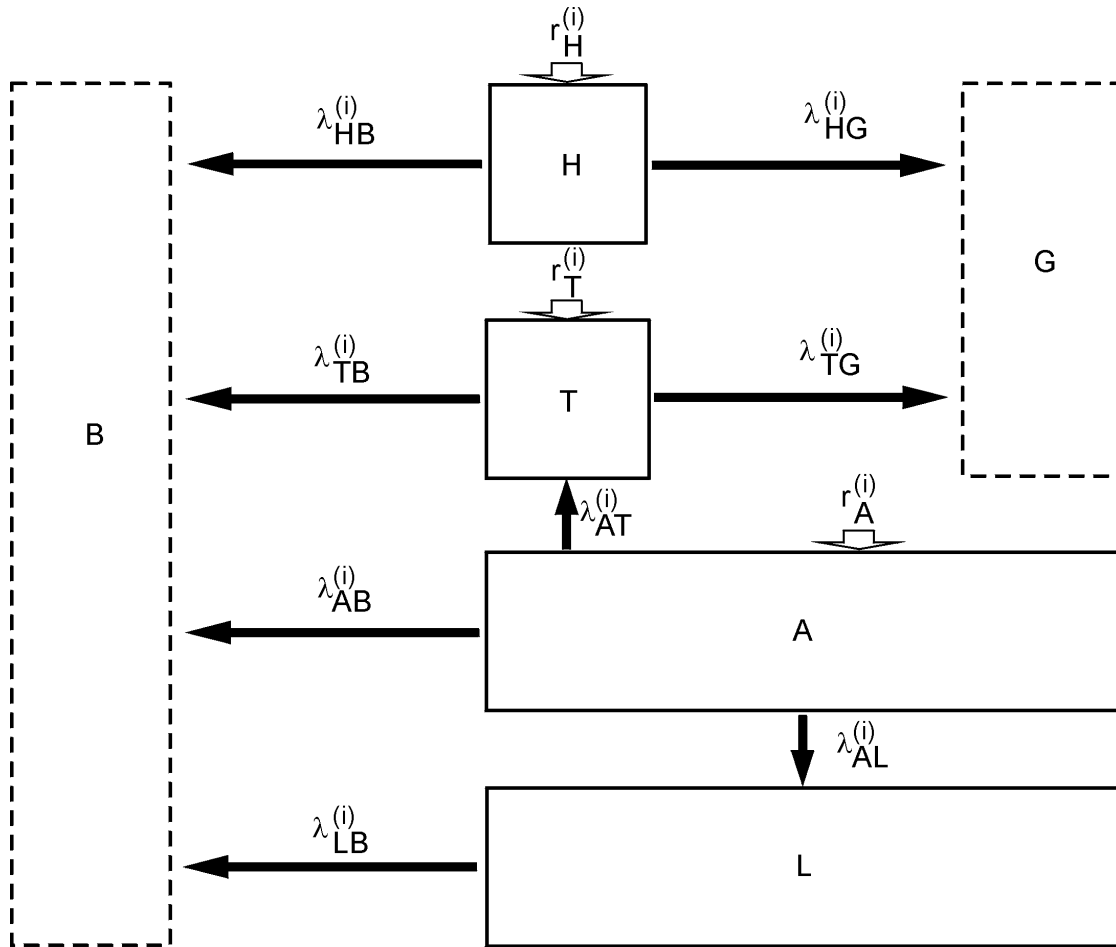 r_H^(i)
λ_HB^(i)
λ_HG^(i)
H
G
r_T^(i)
λ_TB^(i)
λ_TG^(i)
T
B
r_A^(i)
λ_AT^(i)
λ_AB^(i)
A
λ_AL^(i)
λ_LB^(i)
L